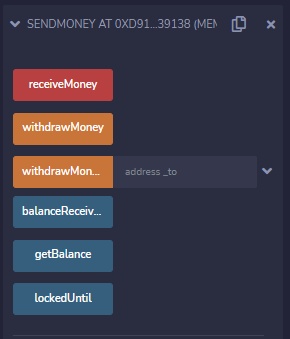 SENDMONEY AT 0XD91...39138 (MEM
receiveMoney
withdrawMoney
withdrawMon... address _to
balanceReceiv...
getBalance
lockedUntil